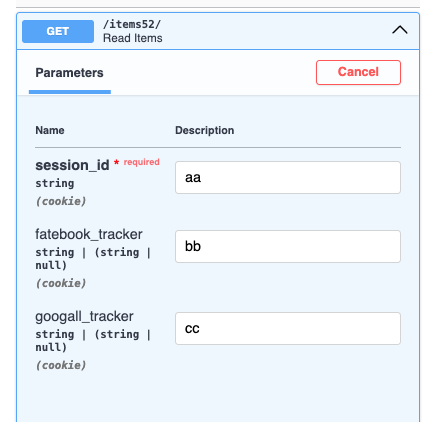 GET
/items52/
Read Items
Parameters
Cancel
Name Description
session_id * required
string
(cookie)
aa
fatebook_tracker
string | (string |
null)
(cookie)
bb
googall_tracker
string | (string |
null)
(cookie)
cc